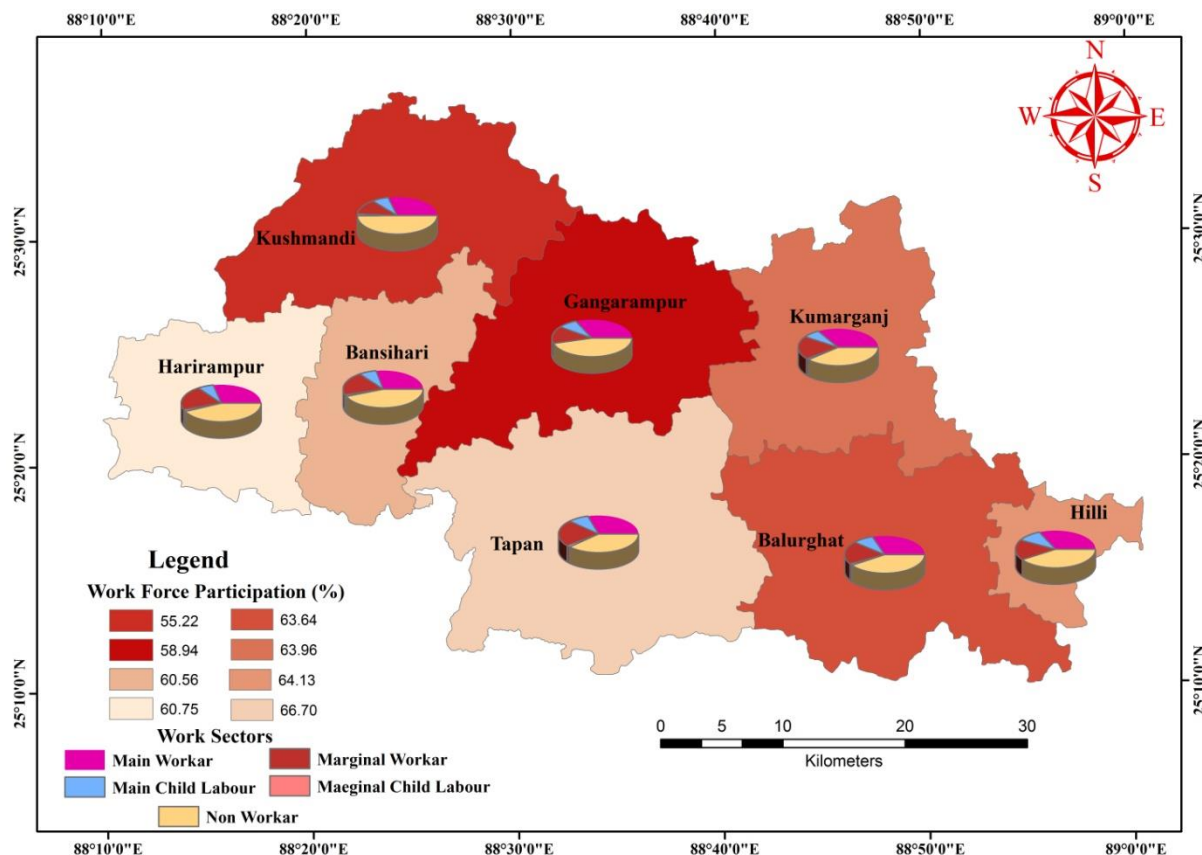 88°10'0"E 88°20'0"E 88°30'0"E 88°40'0"E 88°50'0"E 89°0'0"E
N
W E
S
25°30'0"N
25°30'0"N
Kushmandi
Gangarampur
Kumarganj
Bansihari
Harirampur
25°20'0"N
25°20'0"N
Hilli
Tapan
Balurghat
Legend
Work Force Participation (%)
55.22 63.64
58.94 63.96
60.56 64.13
60.75 66.70
25°10'0"N
25°10'0"N
Work Sectors
Main Workar Marginal Workar
Main Child Labour Maeginal Child Labour
Non Workar
0 5 10 20 30
Kilometers
88°10'0"E 88°20'0"E 88°30'0"E 88°40'0"E 88°50'0"E 89°0'0"E